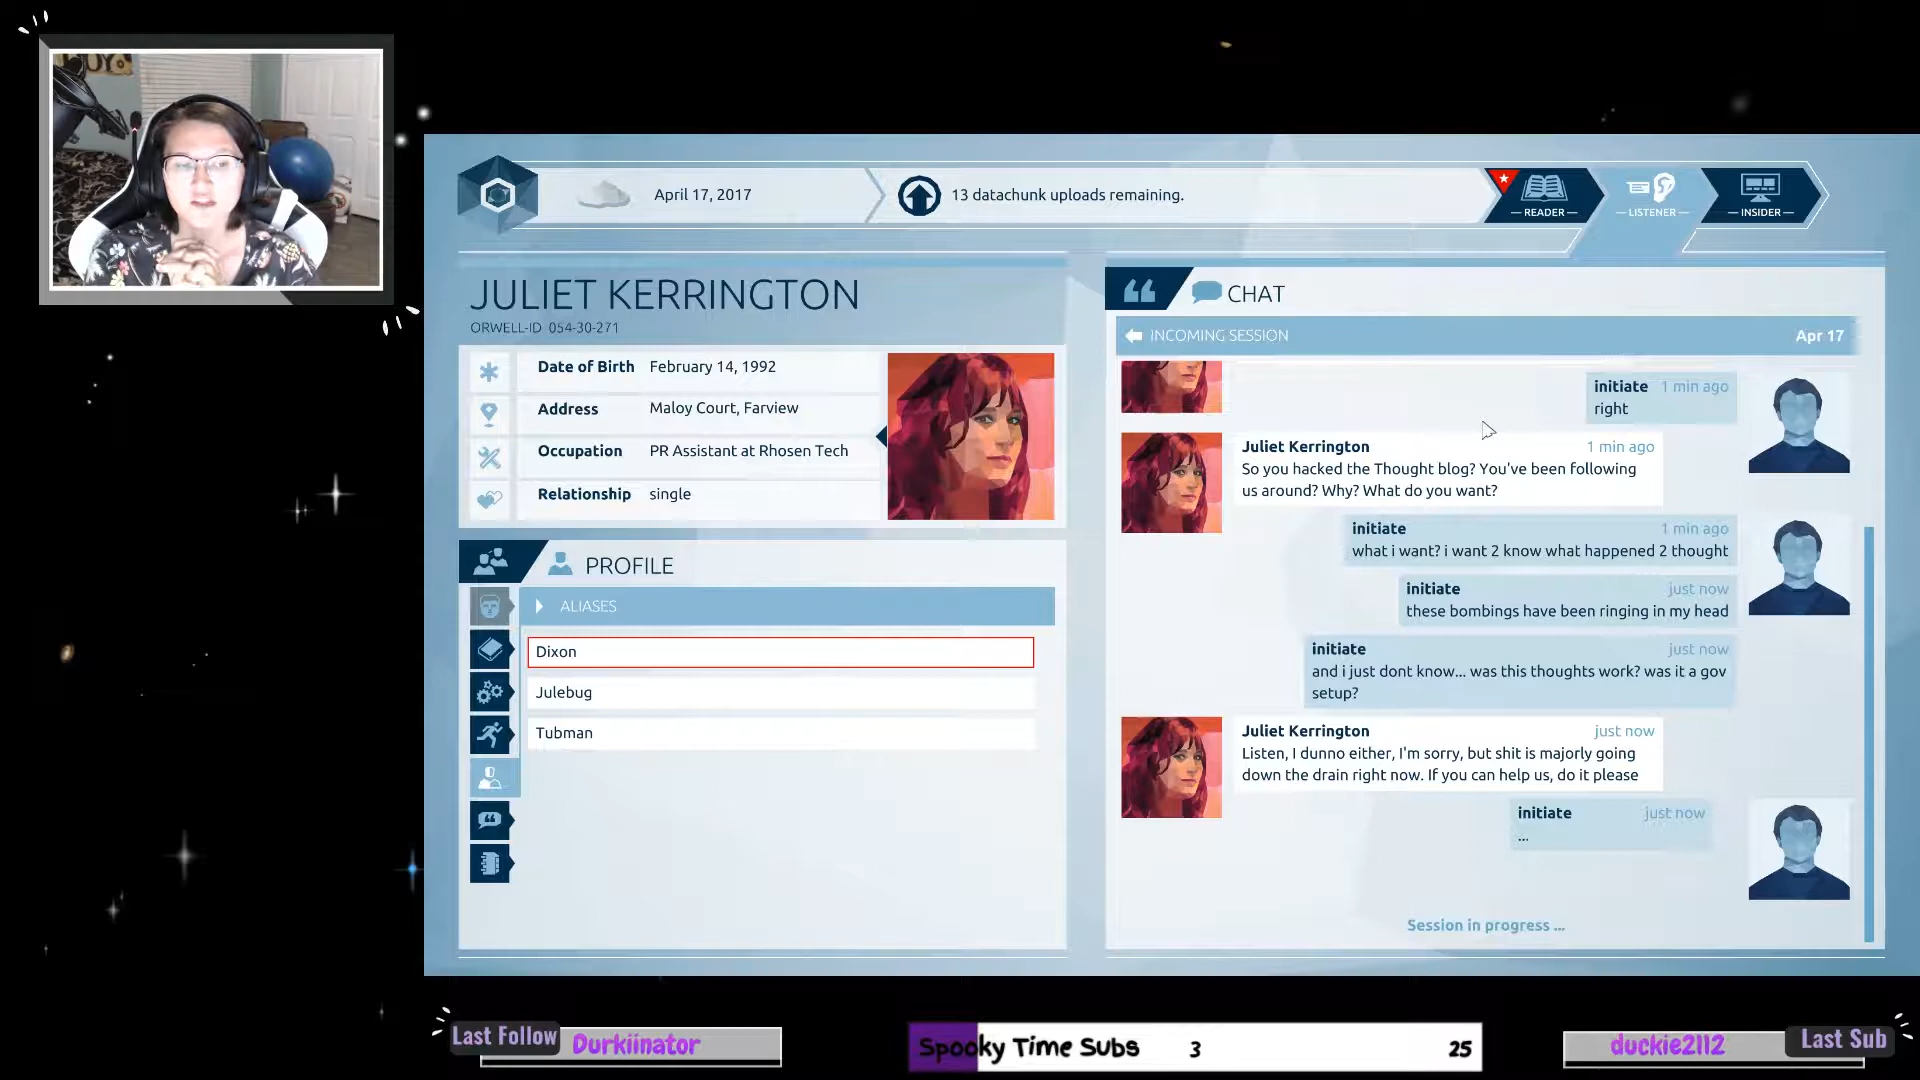 April 17, 2017
13 datachunk uploads remaining.
READER
LISTENER
INSIDER
JULIET KERRINGTON
ORWELL-ID 054-30-271
Date of Birth February 14, 1992
Address Maloy Court, Farview
Occupation PR Assistant at Rhosen Tech
Relationship single
PROFILE
ALIASES
Dixon
Julebug
Tubman
CHAT
INCOMING SESSION Apr 17
initiate 1 min ago
right
Juliet Kerrington 1 min ago
So you hacked the Thought blog? You've been following
us around? Why? What do you want?
initiate 1 min ago
what i want? i want 2 know what happened 2 thought
initiate just now
these bombings have been ringing in my head
initiate just now
and i just dont know... was this thoughts work? was it a gov
setup?
Juliet Kerrington just now
Listen, I dunno either, I'm sorry, but shit is majorly going
down the drain right now. If you can help us, do it please
initiate just now
...
Session in progress ...
Last Follow Durkiinator
Spooky Time Subs 3 25
duckie2112 Last Sub